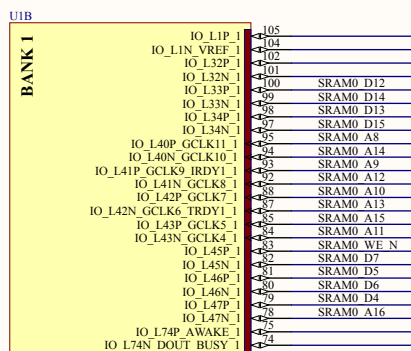 U1B
BANK 1
IO_L1P_1 105
IO_L1N_VREF_1 104
IO_L32P_1 102
IO_L32N_1 101
IO_L33P_1 100 SRAM0_D12
IO_L33N_1 99 SRAM0_D14
IO_L34P_1 98 SRAM0_D13
IO_L34N_1 97 SRAM0_D15
IO_L40P_GCLK11_1 95 SRAM0_A8
IO_L40N_GCLK10_1 94 SRAM0_A14
IO_L41P_GCLK9_IRDY1_1 93 SRAM0_A9
IO_L41N_GCLK8_1 92 SRAM0_A12
IO_L42P_GCLK7_1 88 SRAM0_A10
IO_L42N_GCLK6_TRDY1_1 87 SRAM0_A13
IO_L43P_GCLK5_1 85 SRAM0_A15
IO_L43N_GCLK4_1 84 SRAM0_A11
IO_L45P_1 83 SRAM0_WE_N
IO_L45N_1 82 SRAM0_D7
IO_L46P_1 81 SRAM0_D5
IO_L46N_1 80 SRAM0_D6
IO_L47P_1 79 SRAM0_D4
IO_L47N_1 78 SRAM0_A16
IO_L74P_AWAKE_1 75
IO_L74N_DOUT_BUSY_1 74